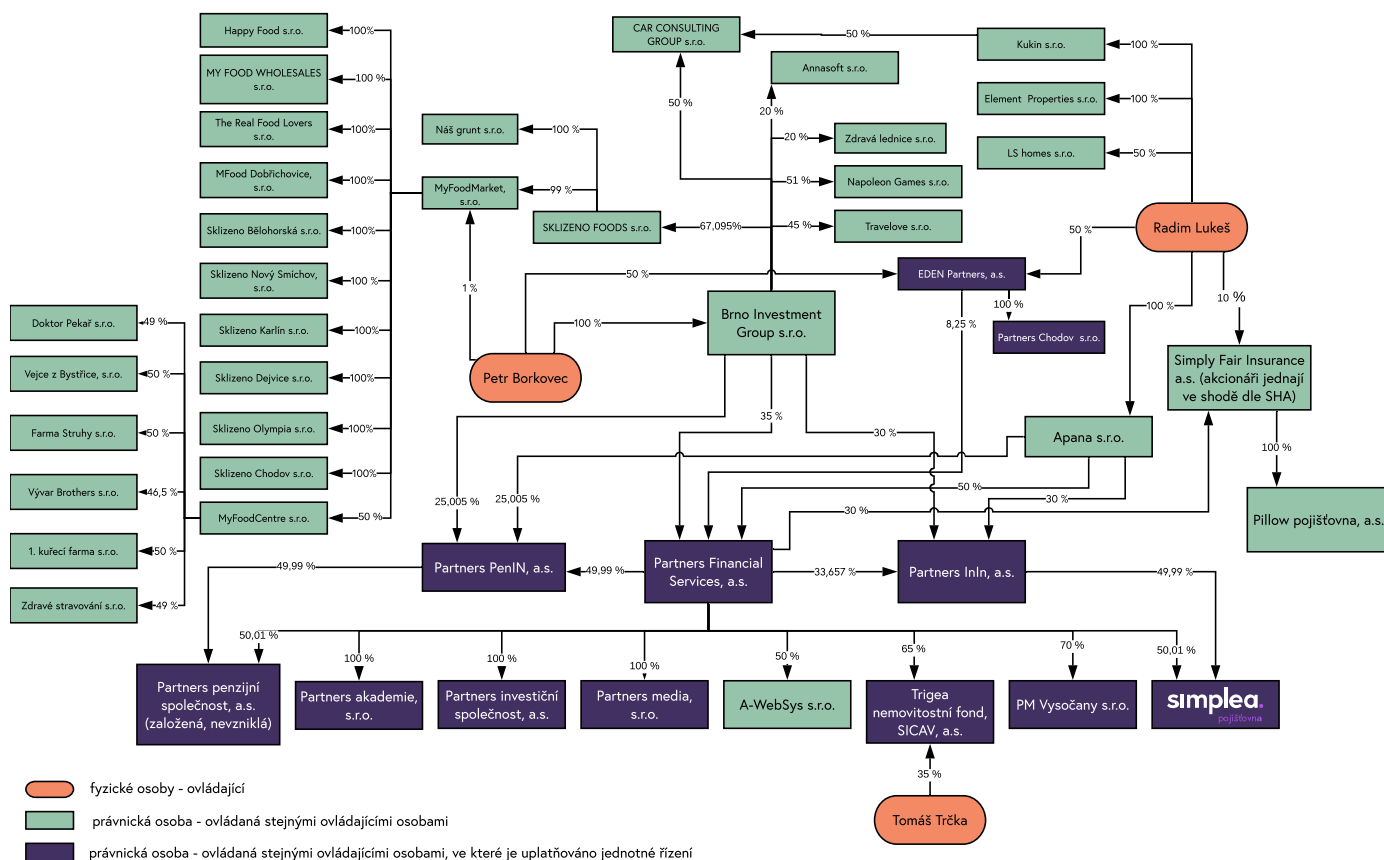 Happy Food s.r.o.
100%
MY FOOD WHOLESALES
s.r.o.
100 %
The Real Food Lovers
s.r.o.
100%
MFood Dobřichovice,
s.r.o.
100%
Sklizeno Bělohorská s.r.o.
100%
Sklizeno Nový Smíchov,
s.r.o.
100 %
Sklizeno Karlín s.r.o.
100%
Sklizeno Dejvice s.r.o.
100%
Sklizeno Olympia s.r.o.
100%
Sklizeno Chodov s.r.o.
100%
MyFoodCentre s.r.o.
50 %
Doktor Pekař s.r.o.
49 %
Vejce z Bystřice, s.r.o.
50 %
Farma Struhy s.r.o.
50 %
Vývar Brothers s.r.o.
46,5 %
1. kuřecí farma s.r.o.
50 %
Zdravé stravování s.r.o.
49 %
Náš grunt s.r.o.
100 %
MyFoodMarket,
s.r.o.
99 %
SKLIZENO FOODS s.r.o.
67,095%
1 %
CAR CONSULTING
GROUP s.r.o.
50 %
50 %
Annasoft s.r.o.
20 %
20 %
Zdravá lednice s.r.o.
51 %
Napoleon Games s.r.o.
45 %
Travelove s.r.o.
Kukin s.r.o.
100 %
Element Properties s.r.o.
100 %
LS homes s.r.o.
50 %
Radim Lukeš
50 %
50 %
EDEN Partners, a.s.
100 %
8,25 %
Partners Chodov s.r.o.
100 %
10 %
Brno Investment
Group s.r.o.
100 %
Petr Borkovec
Simply Fair Insurance
a.s. (akcionáři jednají
ve shodě dle SHA)
100 %
Pillow pojišťovna, a.s.
Apana s.r.o.
35 %
30 %
25,005 %
25,005 %
50 %
30 %
30 %
Partners PenIN, a.s.
49,99 %
49,99 %
Partners Financial
Services, a.s.
33,657 %
Partners InIn, a.s.
49,99 %
50,01 %
100 %
100 %
100 %
50 %
65 %
70 %
50,01 %
Partners penzijní
společnost, a.s.
(založená, nevzniklá)
Partners akademie,
s.r.o.
Partners investiční
společnost, a.s.
Partners media,
s.r.o.
A-WebSys s.r.o.
Trigea
nemovitostní fond,
SICAV, a.s.
PM Vysočany s.r.o.
simplea.
pojišťovna
35 %
Tomáš Trčka
fyzické osoby - ovládající
právnická osoba - ovládaná stejnými ovládajícími osobami
právnická osoba - ovládaná stejnými ovládajícími osobami, ve které je uplatňováno jednotné řízení